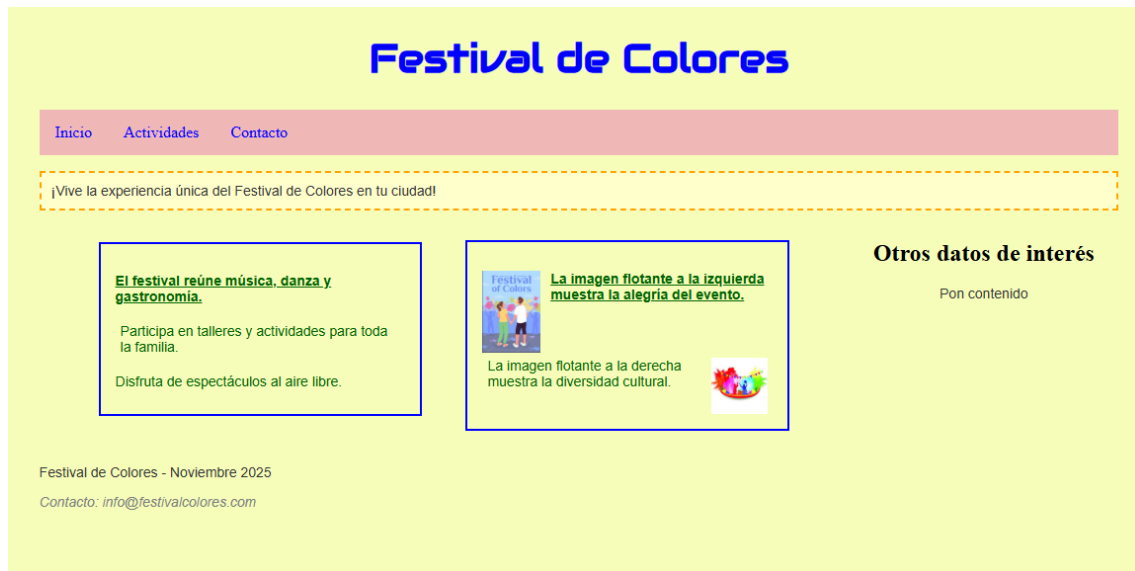 Festival de Colores
Inicio Actividades Contacto
¡Vive la experiencia única del Festival de Colores en tu ciudad!
El festival reúne música, danza y
gastronomía.
Participa en talleres y actividades para toda
la familia.
Disfruta de espectáculos al aire libre.
Festival
of Colors
La imagen flotante a la izquierda
muestra la alegría del evento.
La imagen flotante a la derecha
muestra la diversidad cultural.
Otros datos de interés
Pon contenido
Festival de Colores - Noviembre 2025
Contacto: info@festivalcolores.com